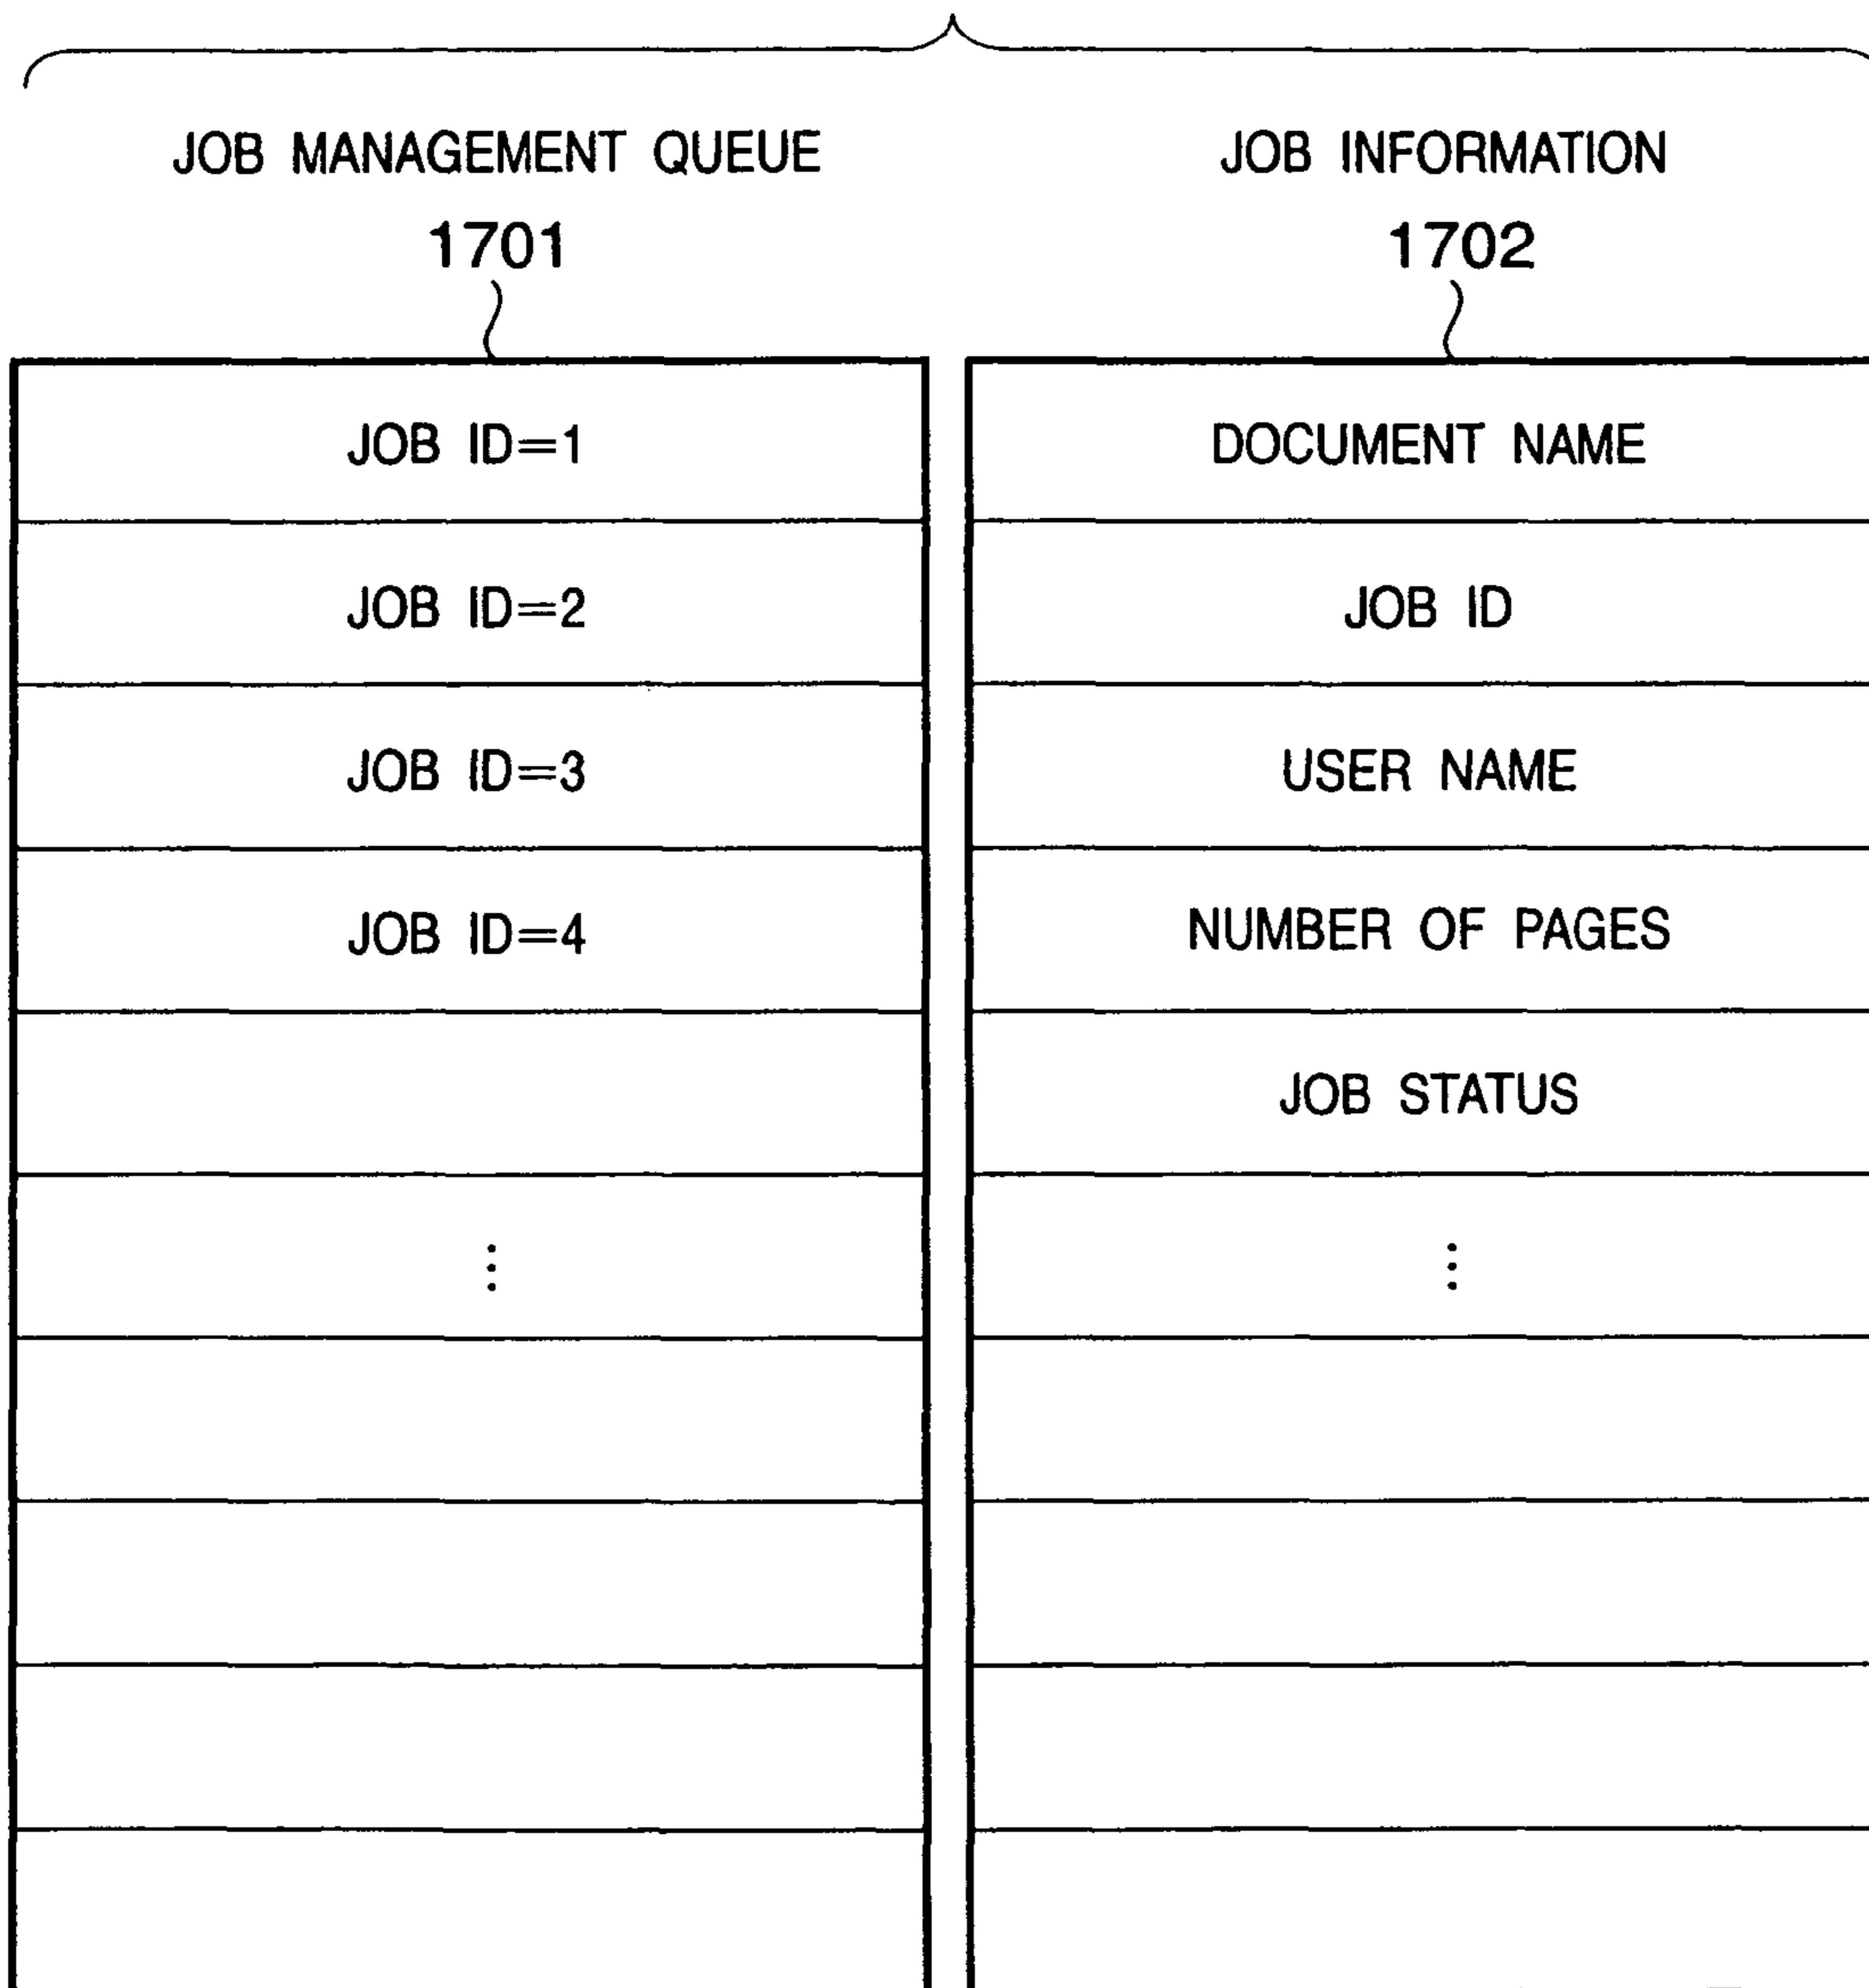 JOB MANAGEMENT QUEUE
1701
JOB ID=1
JOB ID=2
JOB ID=3
JOB ID=4
⋮
JOB INFORMATION
1702
DOCUMENT NAME
JOB ID
USER NAME
NUMBER OF PAGES
JOB STATUS
⋮